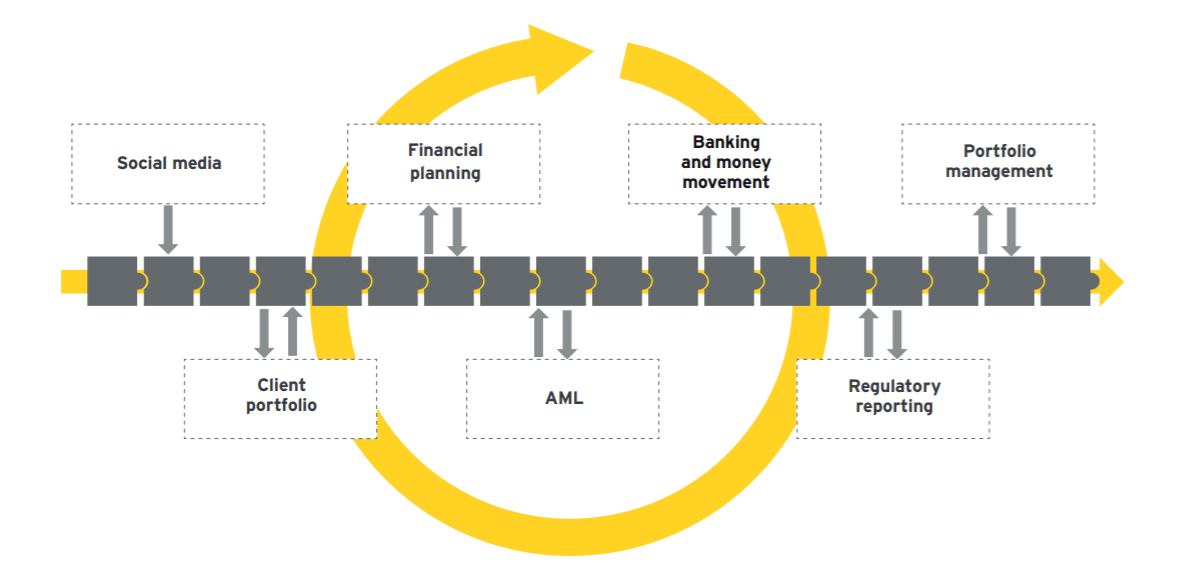 Social media
Financial
planning
Banking
and money
movement
Portfolio
management
Client
portfolio
AML
Regulatory
reporting